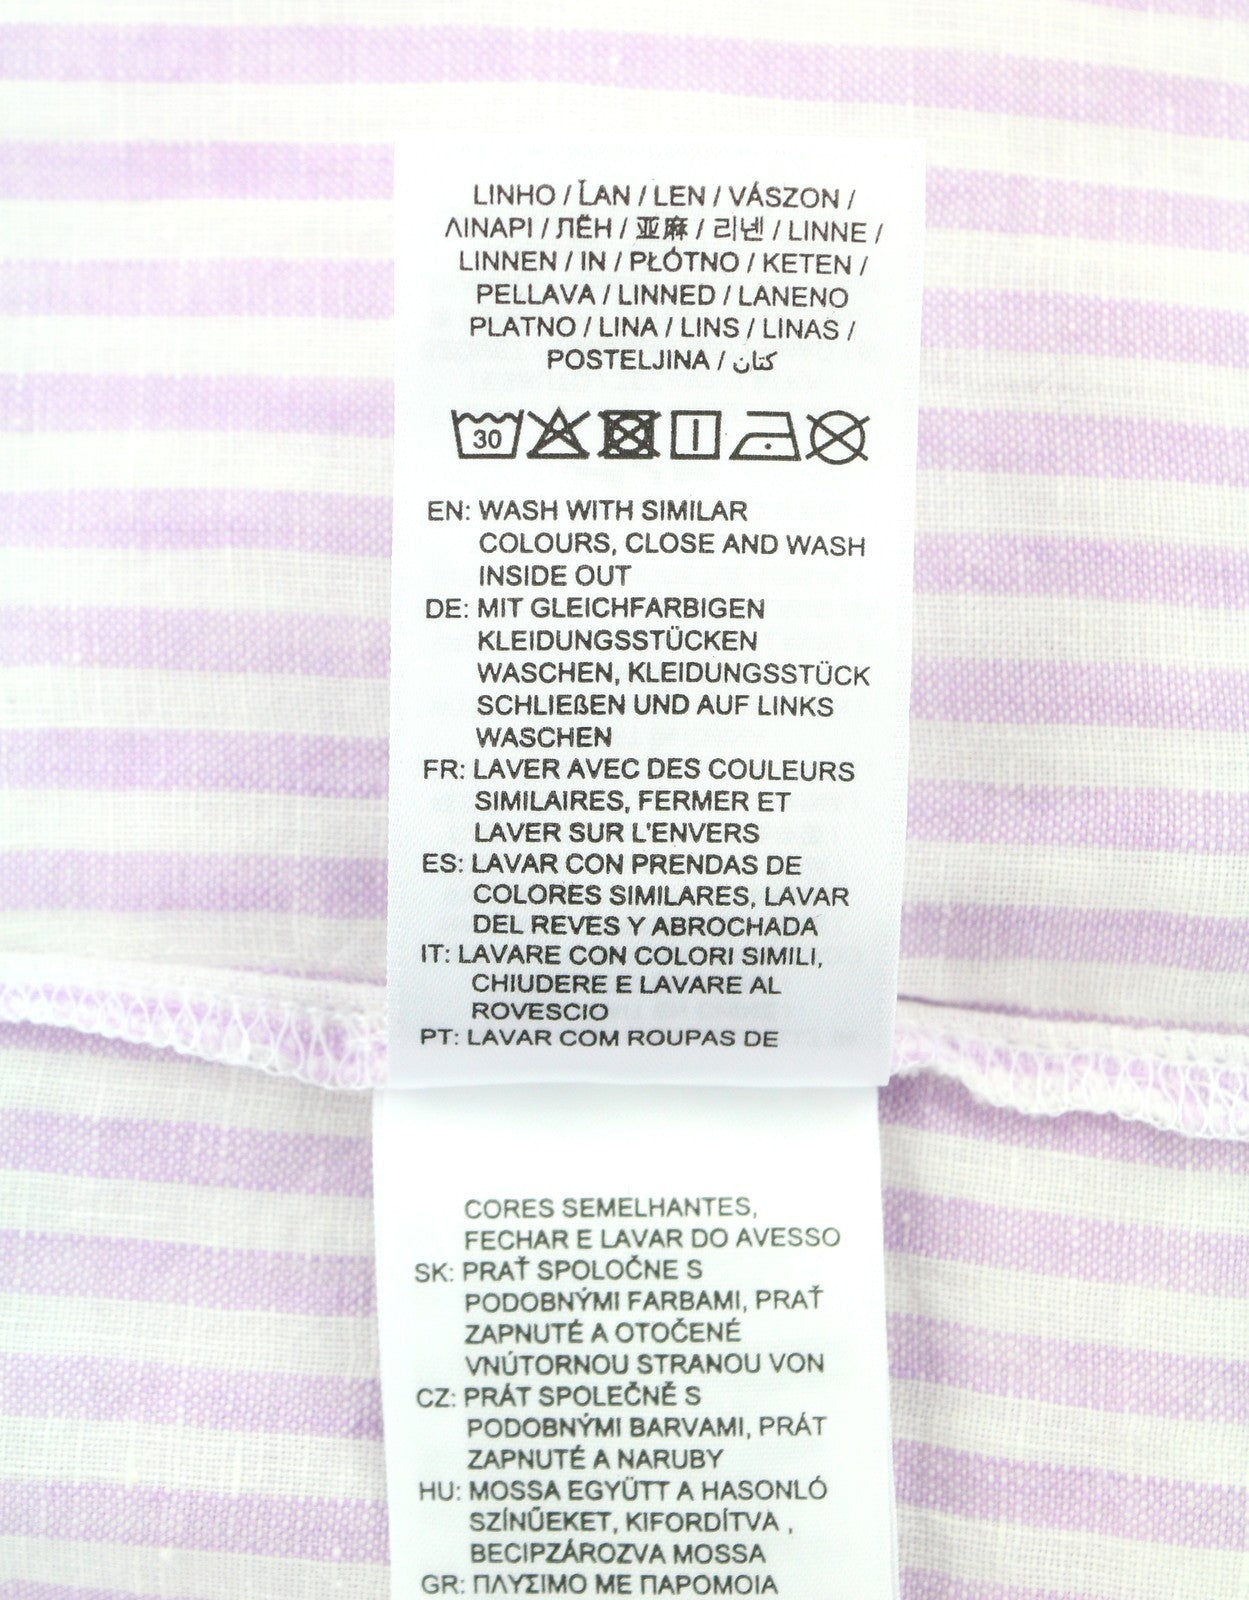 LINHO / ĽAN / LEN / VÁSZON /
ΛΙΝΑΡΙ / ЛЁН / 亚麻 / 리넨 / LINNE /
LINNEN / IN / PŁÓTNO / KETEN /
PELLAVA / LINNED / LANENO
PLATNO / LINA / LINS / LINAS /
POSTELJINA / كتان
30
EN: WASH WITH SIMILAR
COLOURS, CLOSE AND WASH
INSIDE OUT
DE: MIT GLEICHFARBIGEN
KLEIDUNGSSTÜCKEN
WASCHEN, KLEIDUNGSSTÜCK
SCHLIEßEN UND AUF LINKS
WASCHEN
FR: LAVER AVEC DES COULEURS
SIMILAIRES, FERMER ET
LAVER SUR L'ENVERS
ES: LAVAR CON PRENDAS DE
COLORES SIMILARES, LAVAR
DEL REVES Y ABROCHADA
IT: LAVARE CON COLORI SIMILI,
CHIUDERE E LAVARE AL
ROVESCIO
PT: LAVAR COM ROUPAS DE
CORES SEMELHANTES,
FECHAR E LAVAR DO AVESSO
SK: PRAŤ SPOLOČNE S
PODOBNÝMI FARBAMI, PRAŤ
ZAPNUTÉ A OTOČENÉ
VNÚTORNOU STRANOU VON
CZ: PRÁT SPOLEČNĚ S
PODOBNÝMI BARVAMI, PRÁT
ZAPNUTÉ A NARUBY
HU: MOSSA EGYÜTT A HASONLÓ
SZÍNŰEKET, KIFORDÍTVA ,
BECIPZÁROZVA MOSSA
GR: ΠΛΥΣΙΜΟ ΜΕ ΠΑΡΟΜΟΙΑ